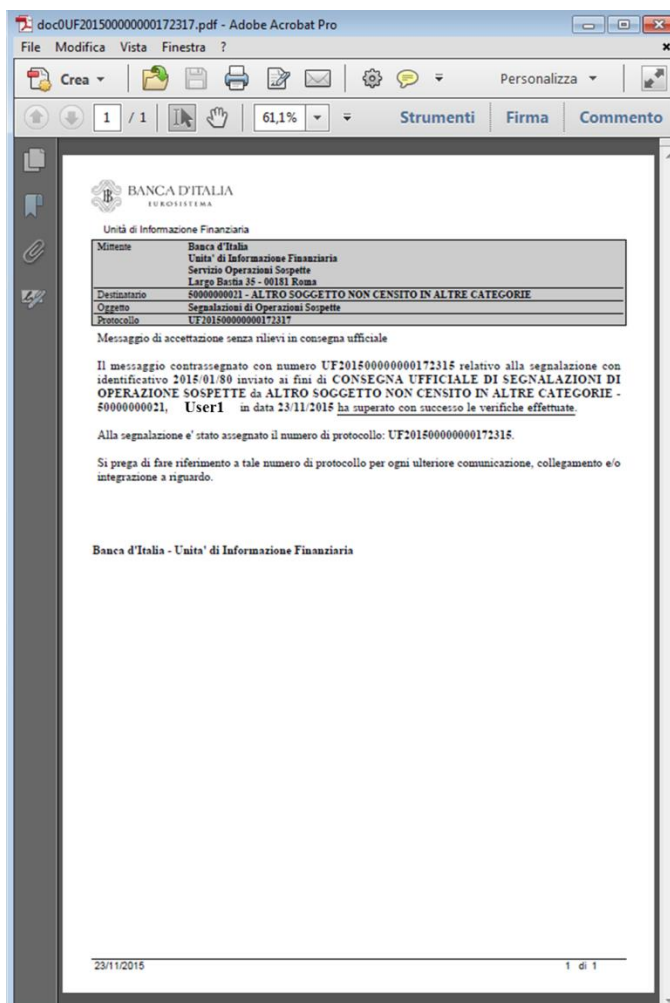 doc0UF201500000000172317.pdf - Adobe Acrobat Pro
File Modifica Vista Finestra ?
Crea Personalizza
1 / 1 61,1% Strumenti Firma Commento
BANCA D'ITALIA
EUROSISTEMA
Unità di Informazione Finanziaria
Mittente Banca d'Italia
Unita' di Informazione Finanziaria
Servizio Operazioni Sospette
Largo Bastia 35 - 00181 Roma
Destinatario 50000000021 - ALTRO SOGGETTO NON CENSITO IN ALTRE CATEGORIE
Oggetto Segnalazioni di Operazioni Sospette
Protocollo UF201500000000172317
Messaggio di accettazione senza rilievi in consegna ufficiale
Il messaggio contrassegnato con numero UF201500000000172315 relativo alla segnalazione con
identificativo 2015/01/80 inviato ai fini di CONSEGNA UFFICIALE DI SEGNALAZIONI DI
OPERAZIONE SOSPETTE da ALTRO SOGGETTO NON CENSITO IN ALTRE CATEGORIE -
50000000021, User1 in data 23/11/2015 ha superato con successo le verifiche effettuate.
Alla segnalazione e' stato assegnato il numero di protocollo: UF201500000000172315.
Si prega di fare riferimento a tale numero di protocollo per ogni ulteriore comunicazione, collegamento e/o
integrazione a riguardo.
Banca d'Italia - Unita' di Informazione Finanziaria
23/11/2015 1 di 1